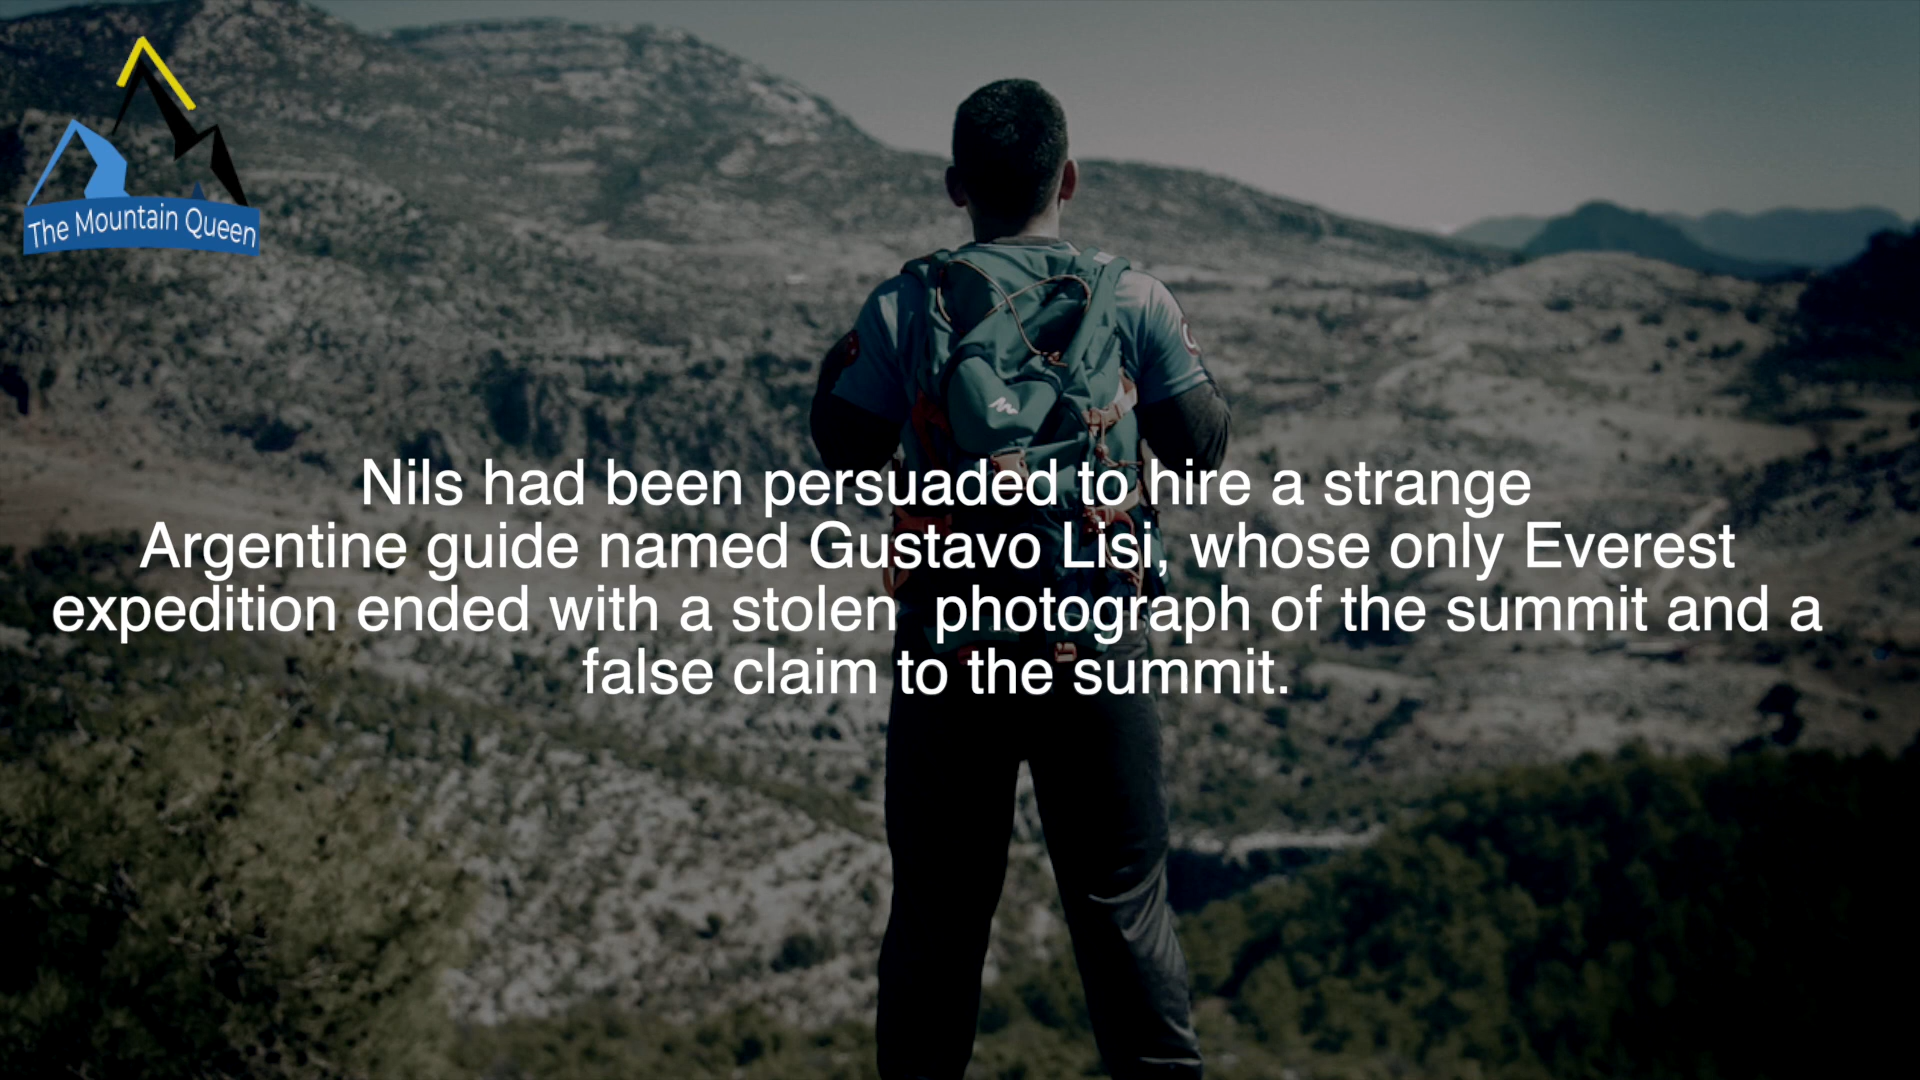 The Mountain Queen
Nils had been persuaded to hire a strange
Argentine guide named Gustavo Lisi, whose only Everest
expedition ended with a stolen  photograph of the summit and a
false claim to the summit.